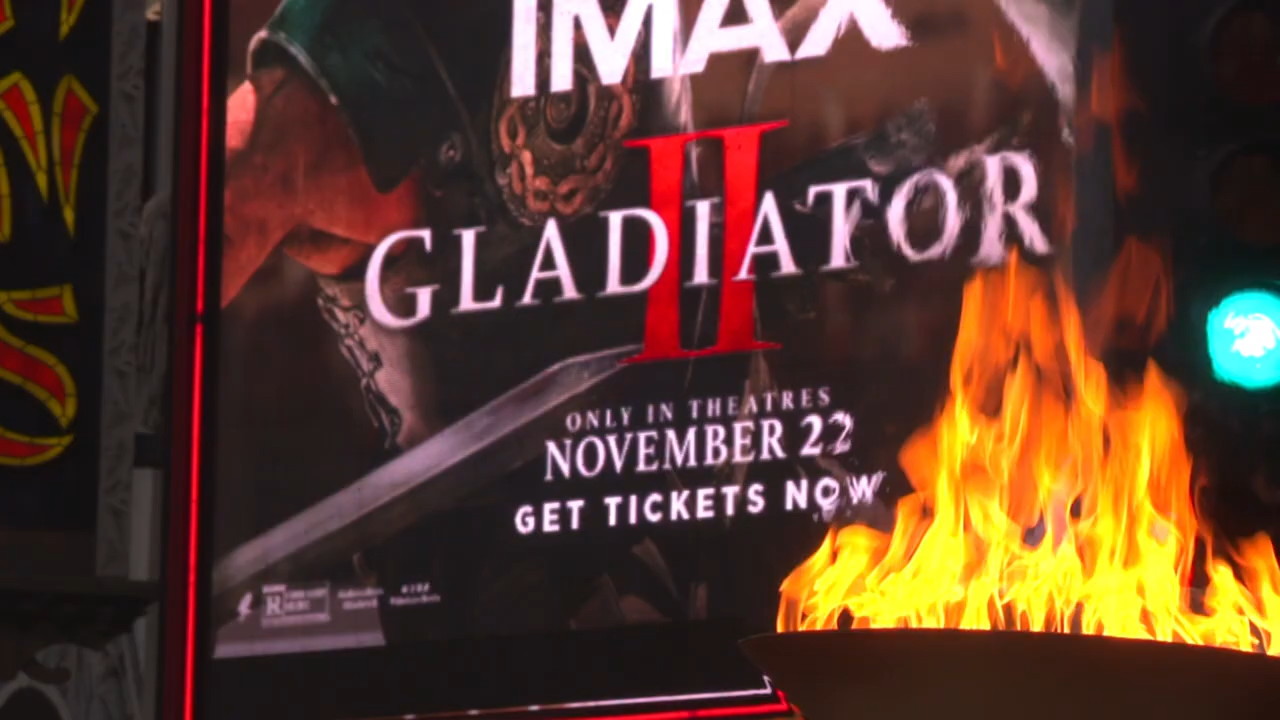 IMAX
II
GLADIATOR
ONLY IN THEATRES
NOVEMBER 22
GET TICKETS NOW
R